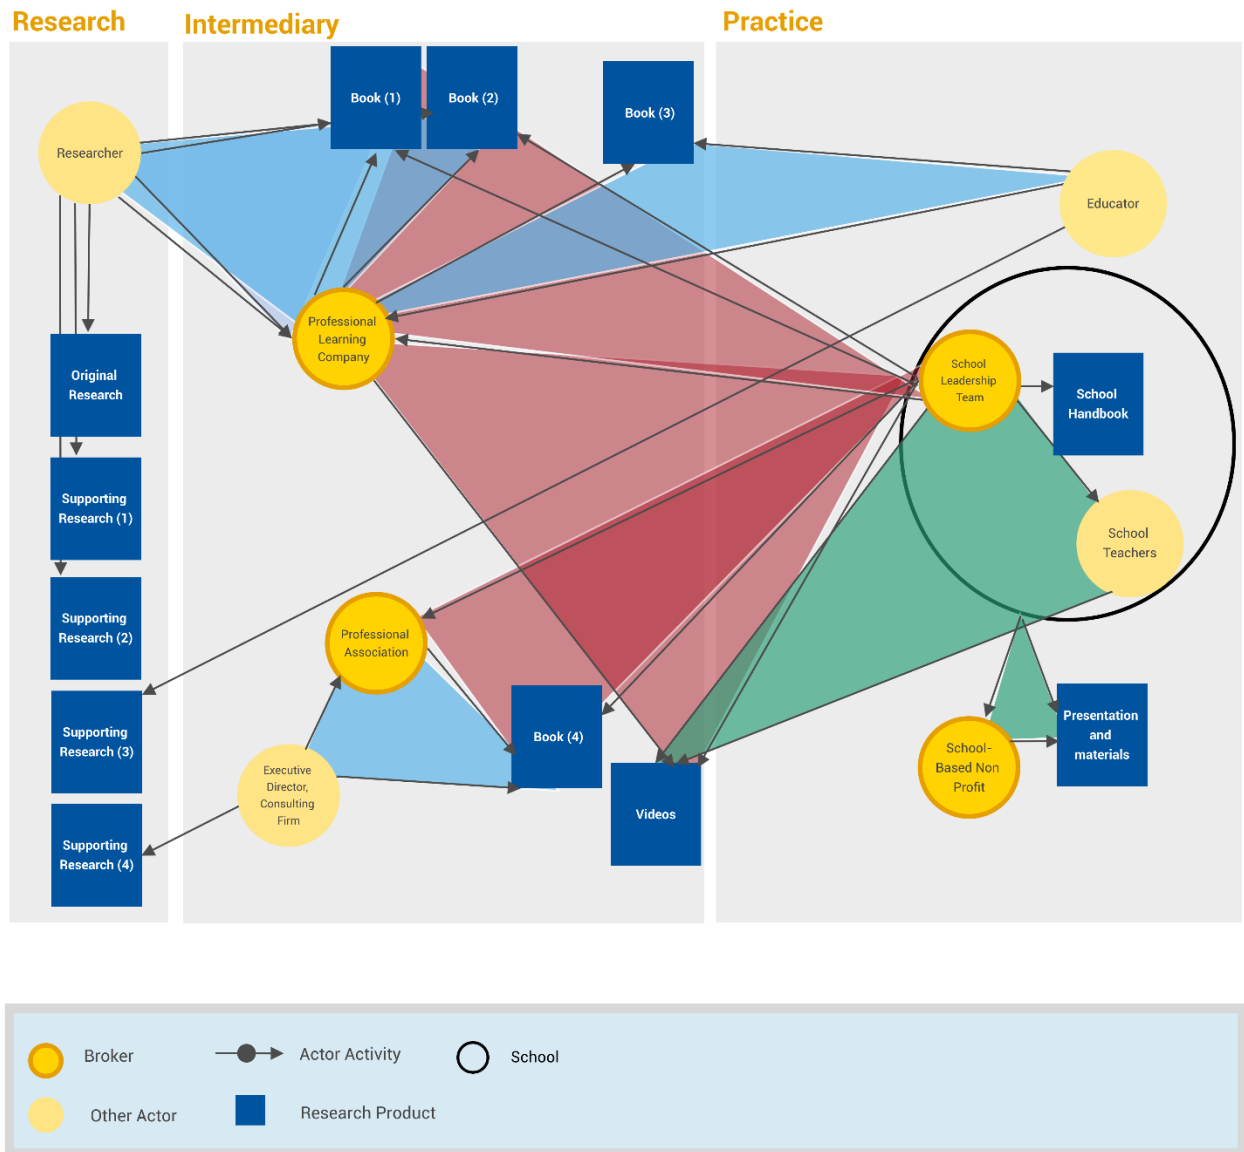 Research
Intermediary
Practice
Book (1)
Book (2)
Book (3)
Researcher
Educator
Professional
Learning
Company
School
Leadership
Team
School
Handbook
Original
Research
Supporting
Research (1)
School
Teachers
Supporting
Research (2)
Professional
Association
Supporting
Research (3)
Book (4)
Presentation
and
materials
School-
Based Non
Profit
Executive
Director,
Consulting
Firm
Videos
Supporting
Research (4)
Broker
Actor Activity
School
Other Actor
Research Product